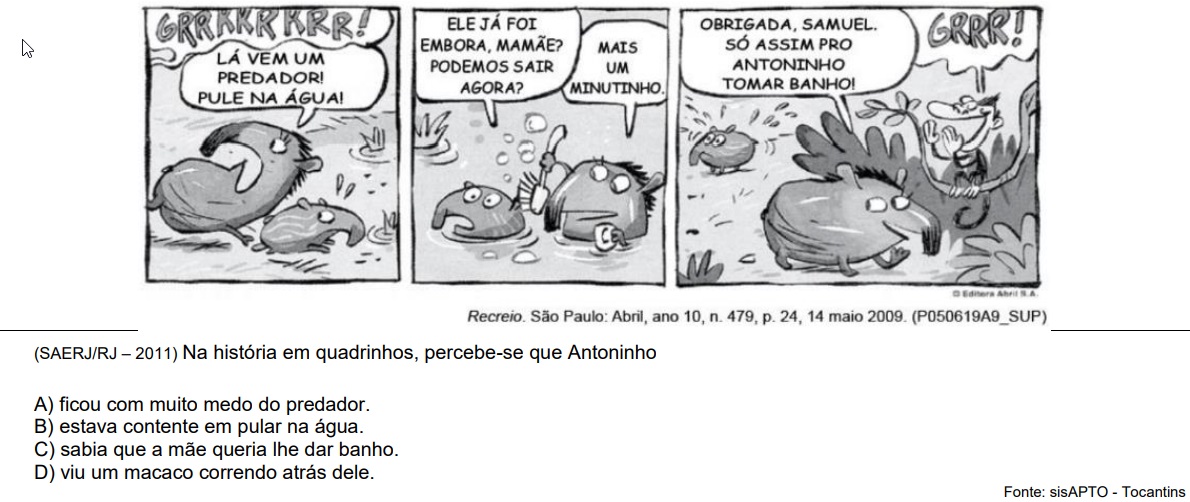 GRRRKRKRR!
LÁ VEM UM
PREDADOR!
PULE NA ÁGUA!
ELE JÁ FOI
EMBORA, MAMÃE?
PODEMOS SAIR
AGORA?
MAIS
UM
MINUTINHO.
OBRIGADA, SAMUEL.
SÓ ASSIM PRO
ANTONINHO
TOMAR BANHO!
GRRR!
© Editora Abril S.A.
Recreio. São Paulo: Abril, ano 10, n. 479, p. 24, 14 maio 2009. (P050619A9_SUP)
(SAERJ/RJ – 2011) Na história em quadrinhos, percebe-se que Antoninho
A) ficou com muito medo do predador.
B) estava contente em pular na água.
C) sabia que a mãe queria lhe dar banho.
D) viu um macaco correndo atrás dele.
Fonte: sisAPTO - Tocantins